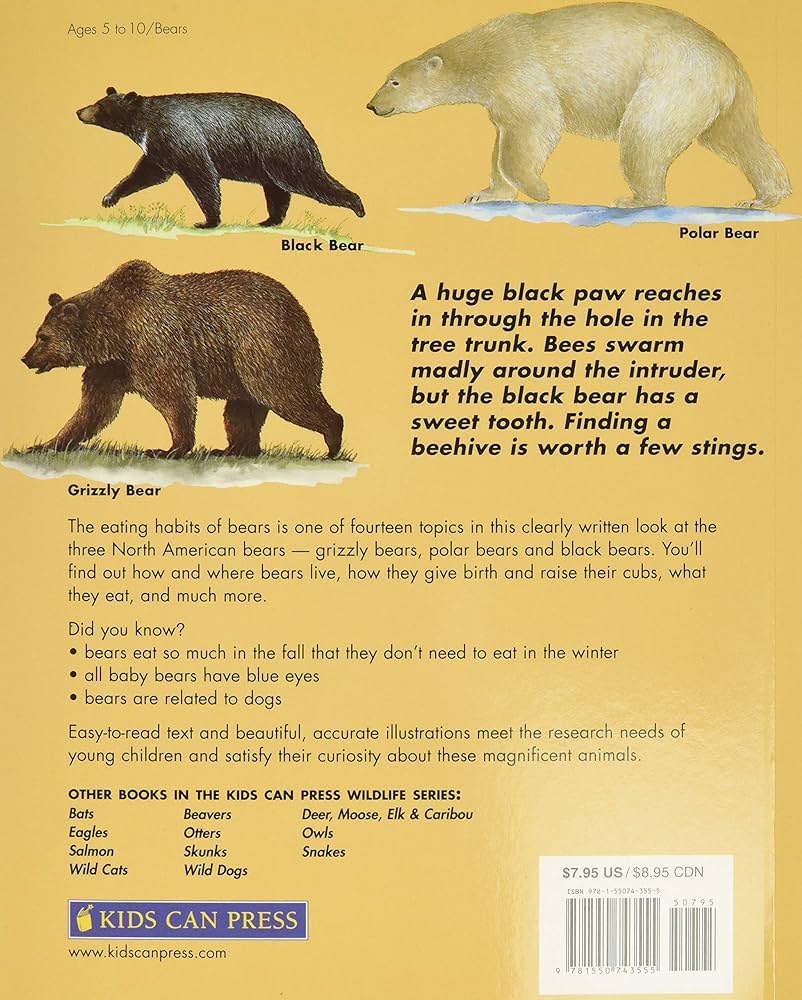 Ages 5 to 10/Bears
Black Bear
Polar Bear
Grizzly Bear
A huge black paw reaches
in through the hole in the
tree trunk. Bees swarm
madly around the intruder,
but the black bear has a
sweet tooth. Finding a
beehive is worth a few stings.
The eating habits of bears is one of fourteen topics in this clearly written look at the
three North American bears — grizzly bears, polar bears and black bears. You'll
find out how and where bears live, how they give birth and raise their cubs, what
they eat, and much more.
Did you know?
• bears eat so much in the fall that they don't need to eat in the winter
• all baby bears have blue eyes
• bears are related to dogs
Easy-to-read text and beautiful, accurate illustrations meet the research needs of
young children and satisfy their curiosity about these magnificent animals.
OTHER BOOKS IN THE KIDS CAN PRESS WILDLIFE SERIES:
Bats Beavers Deer, Moose, Elk & Caribou
Eagles Otters Owls
Salmon Skunks Snakes
Wild Cats Wild Dogs
KIDS CAN PRESS
www.kidscanpress.com
$7.95 US/$8.95 CDN
ISBN 978-1-55074-355-5
50795
9 781550 743555